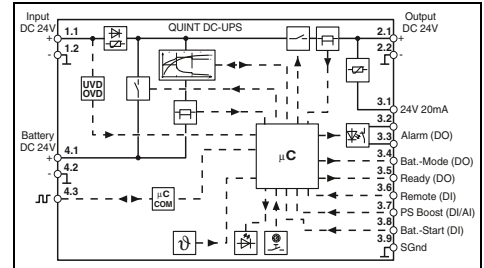 Input
DC 24V
QUINT DC-UPS
Output
DC 24V
1.1
+
1.2
-
2.1
+
2.2
-
UVD
OVD
3.1
24V 20mA
3.2
3.3
Alarm (DO)
Battery
DC 24V
4.1
+
4.2
-
4.3
µC
COM
µC
3.4
Bat.-Mode (DO)
3.5
Ready (DO)
3.6
Remote (DI)
3.7
PS Boost (DI/AI)
3.8
Bat.-Start (DI)
3.9
SGnd
ϑ